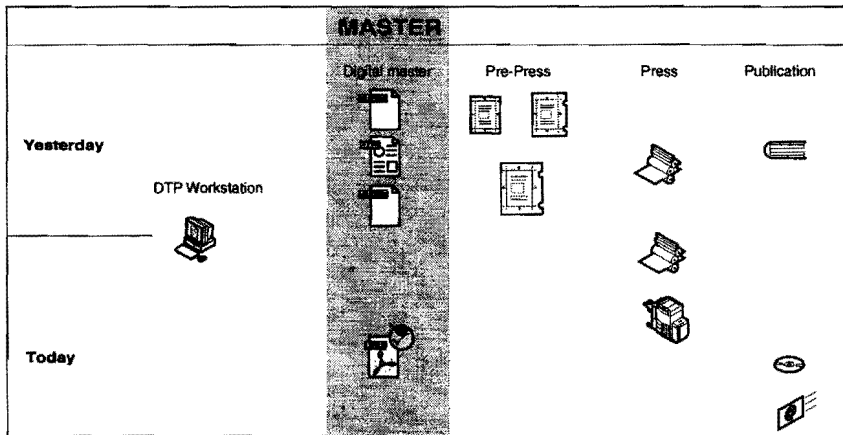 MASTER
Digital master
Pre-Press
Press
Publication
Yesterday
DTP Workstation
Today